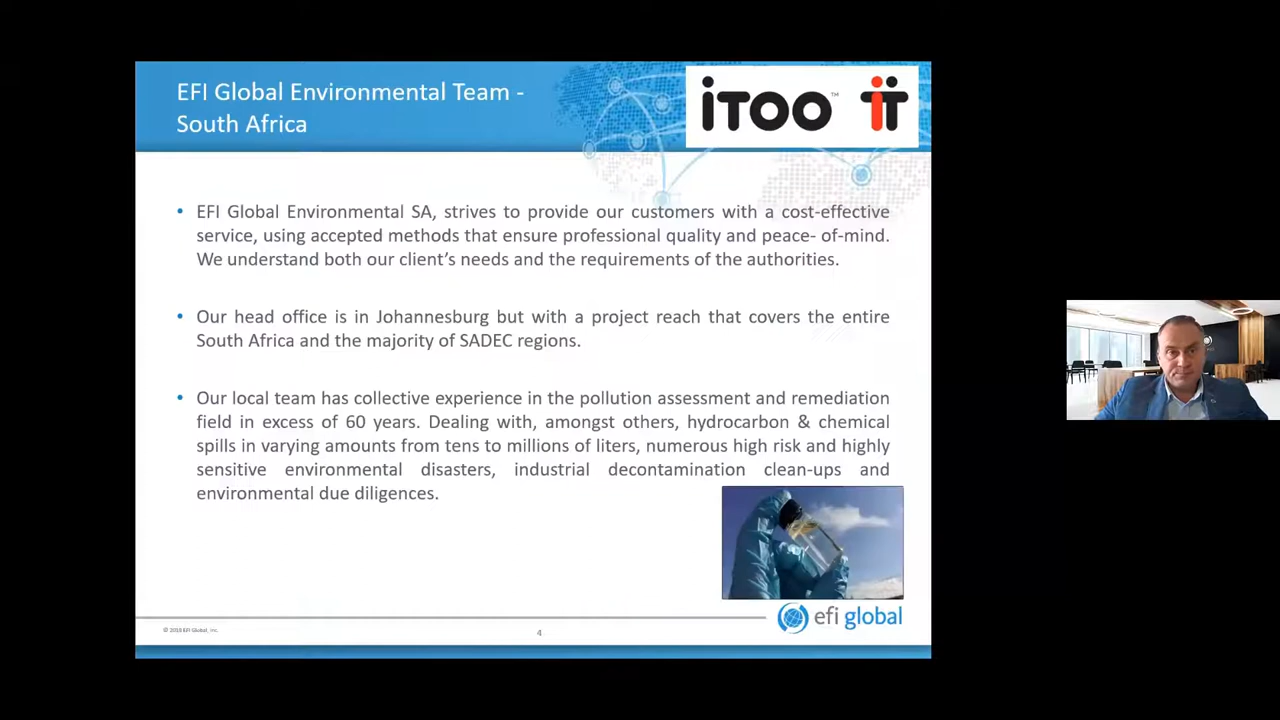 EFI Global Environmental Team -
South Africa
iTOO™ iT
• EFI Global Environmental SA, strives to provide our customers with a cost-effective
service, using accepted methods that ensure professional quality and peace- of-mind.
We understand both our client's needs and the requirements of the authorities.
• Our head office is in Johannesburg but with a project reach that covers the entire
South Africa and the majority of SADEC regions.
• Our local team has collective experience in the pollution assessment and remediation
field in excess of 60 years. Dealing with, amongst others, hydrocarbon & chemical
spills in varying amounts from tens to millions of liters, numerous high risk and highly
sensitive environmental disasters, industrial decontamination clean-ups and
environmental due diligences.
efi global
© 2018 EFI Global, Inc.
4